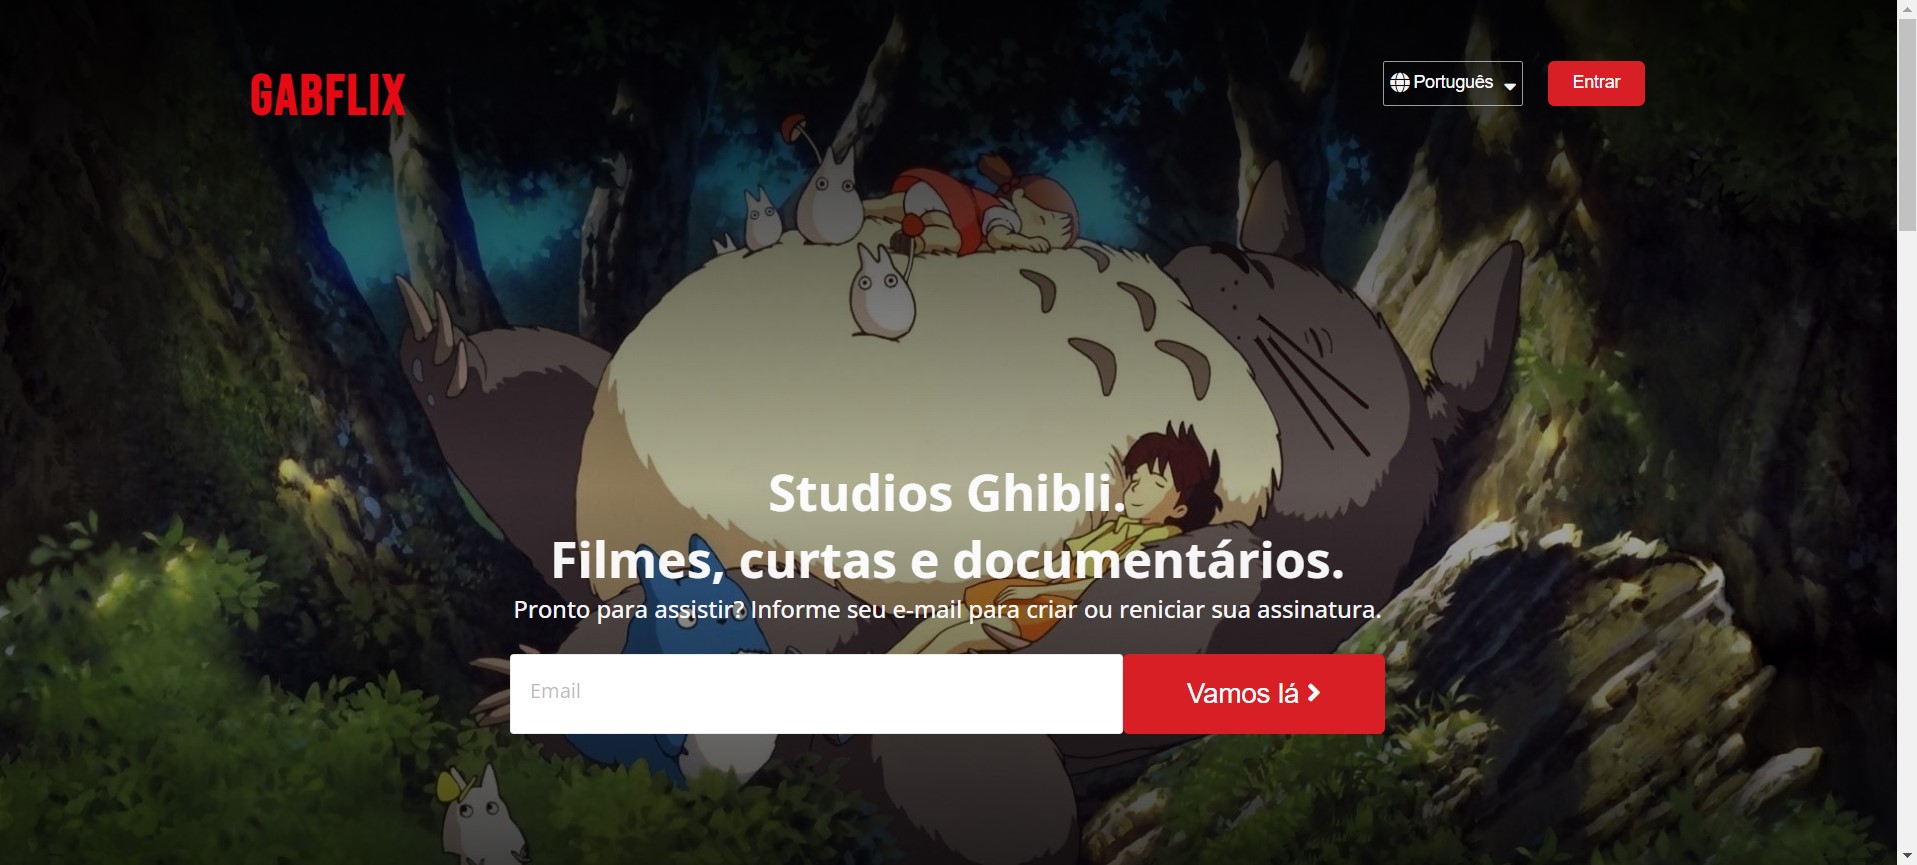 GABFLIX
Português
Entrar
Studios Ghibli.
Filmes, curtas e documentários.
Pronto para assistir? Informe seu e-mail para criar ou reniciar sua assinatura.
Email
Vamos lá